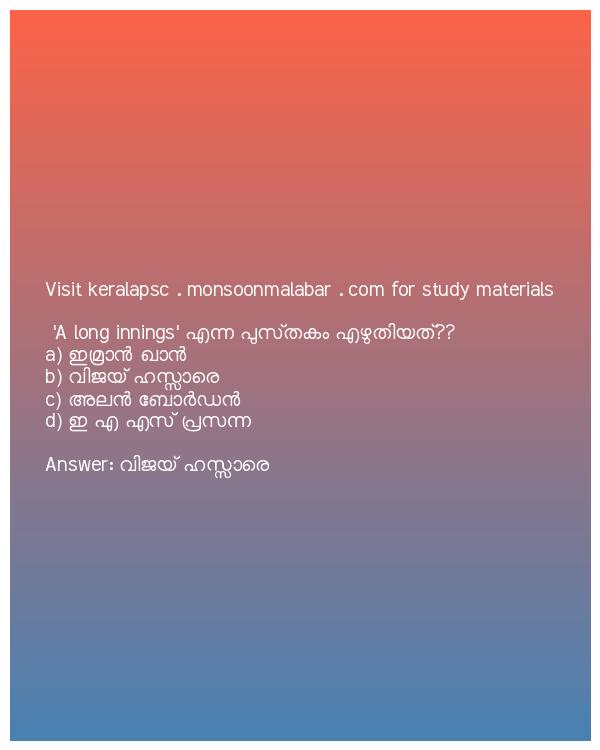 Visit keralapsc . monsoonmalabar . com for study materials
'A long innings' എന്ന പുസ്തകം എഴുതിയത്??
a) ഇമ്രാൻ ഖാൻ
b) വിജയ് ഹസ്സാരെ
c) അലൻ ബോർഡൻ
d) ഇ എ എസ് പ്രസന്ന
Answer: വിജയ് ഹസ്സാരെ